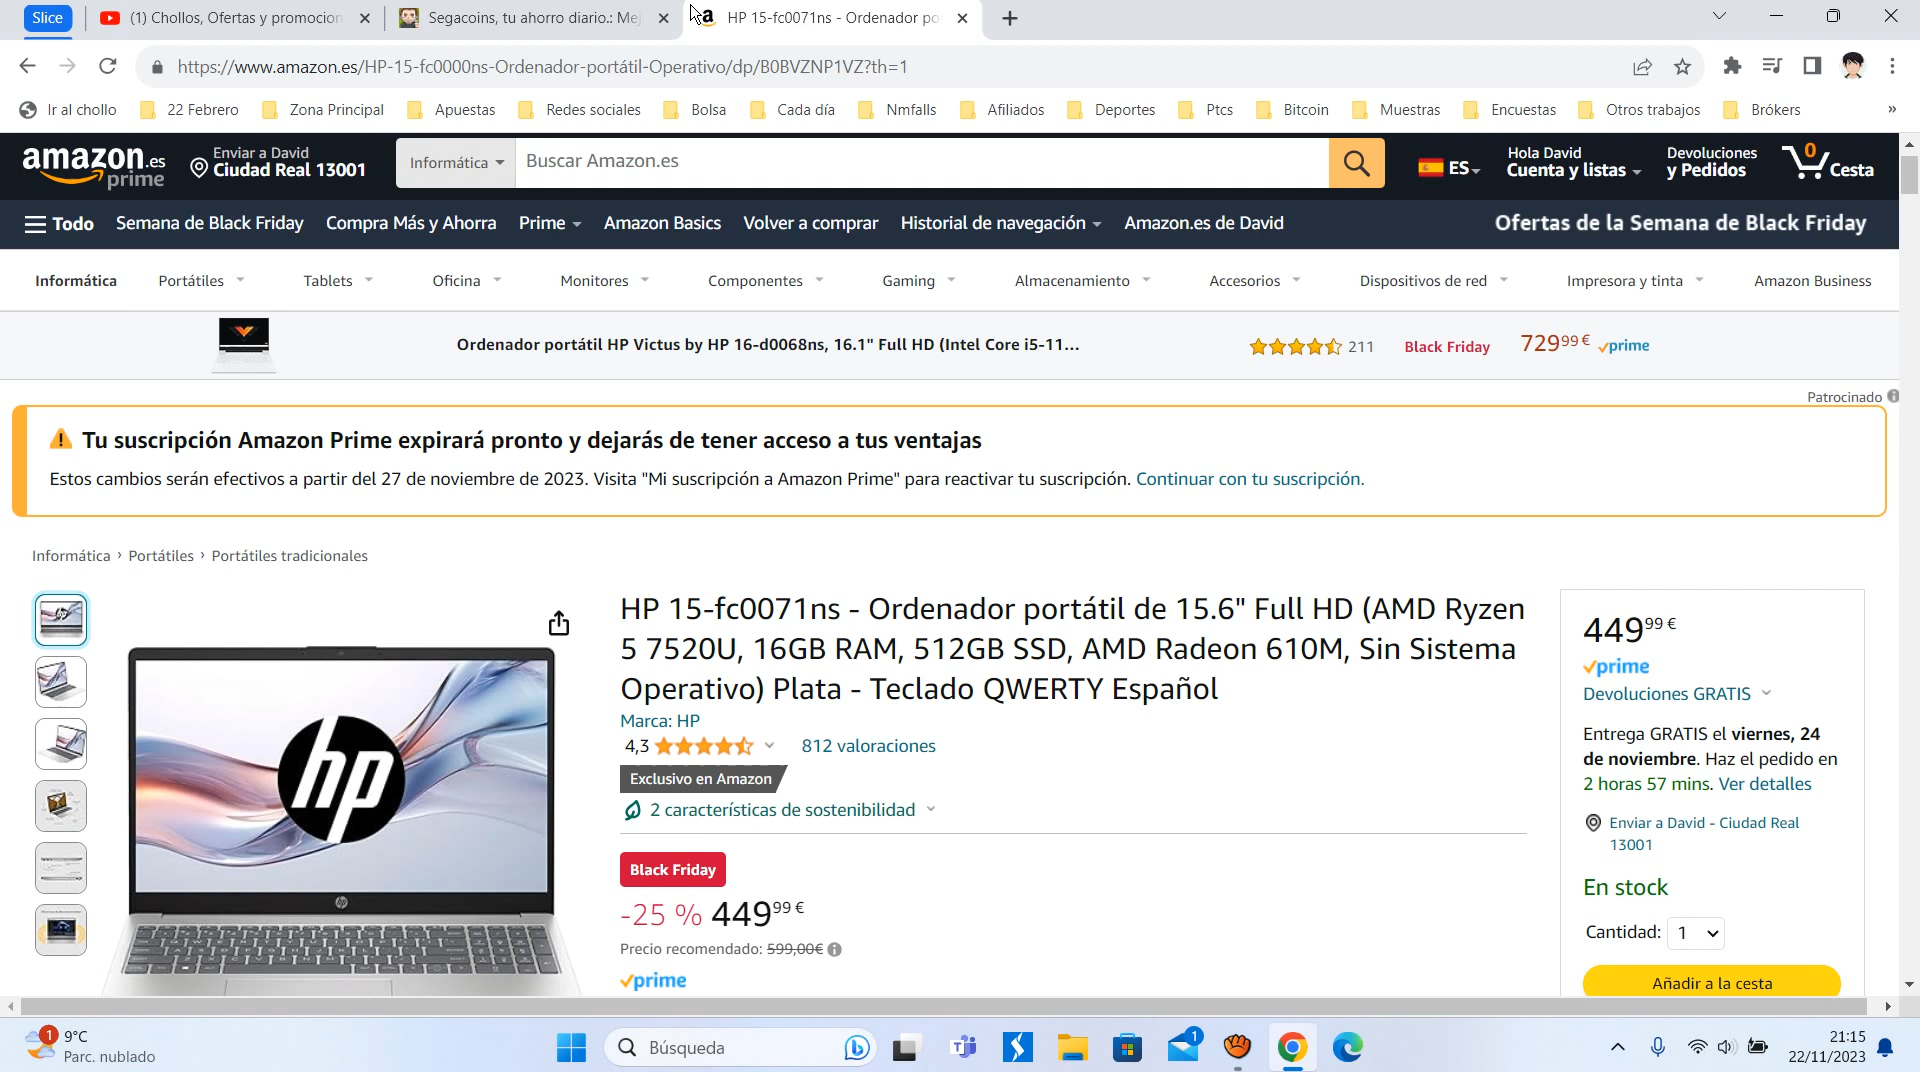 Slice
(1) Chollos, Ofertas y promocion
Segacoins, tu ahorro diario.: Mej
HP 15-fc0071ns - Ordenador po
https://www.amazon.es/HP-15-fc0000ns-Ordenador-portátil-Operativo/dp/B0BVZNP1VZ?th=1
Ir al chollo
22 Febrero
Zona Principal
Apuestas
Redes sociales
Bolsa
Cada día
Nmfalls
Afiliados
Deportes
Ptcs
Bitcoin
Muestras
Encuestas
Otros trabajos
Brókers
»
amazon.es
prime
Enviar a David
Ciudad Real 13001
Informática
Buscar Amazon.es
ES
Hola David
Cuenta y listas
Devoluciones
y Pedidos
0
Cesta
Todo
Semana de Black Friday
Compra Más y Ahorra
Prime
Amazon Basics
Volver a comprar
Historial de navegación
Amazon.es de David
Ofertas de la Semana de Black Friday
Informática
Portátiles
Tablets
Oficina
Monitores
Componentes
Gaming
Almacenamiento
Accesorios
Dispositivos de red
Impresora y tinta
Amazon Business
Ordenador portátil HP Victus by HP 16-d0068ns, 16.1" Full HD (Intel Core i5-11...
211
Black Friday
729⁹⁹ €
prime
Patrocinado
Tu suscripción Amazon Prime expirará pronto y dejarás de tener acceso a tus ventajas
Estos cambios serán efectivos a partir del 27 de noviembre de 2023. Visita "Mi suscripción a Amazon Prime" para reactivar tu suscripción. Continuar con tu suscripción.
Informática › Portátiles › Portátiles tradicionales
hp
HP 15-fc0071ns - Ordenador portátil de 15.6" Full HD (AMD Ryzen
5 7520U, 16GB RAM, 512GB SSD, AMD Radeon 610M, Sin Sistema
Operativo) Plata - Teclado QWERTY Español
Marca: HP
4,3
812 valoraciones
Exclusivo en Amazon
2 características de sostenibilidad
Black Friday
-25 % 449⁹⁹ €
Precio recomendado: 599,00€
prime
449⁹⁹ €
prime
Devoluciones GRATIS
Entrega GRATIS el viernes, 24
de noviembre. Haz el pedido en
2 horas 57 mins. Ver detalles
Enviar a David - Ciudad Real
13001
En stock
Cantidad: 1
Añadir a la cesta
1
9°C
Parc. nublado
Búsqueda
1
21:15
22/11/2023